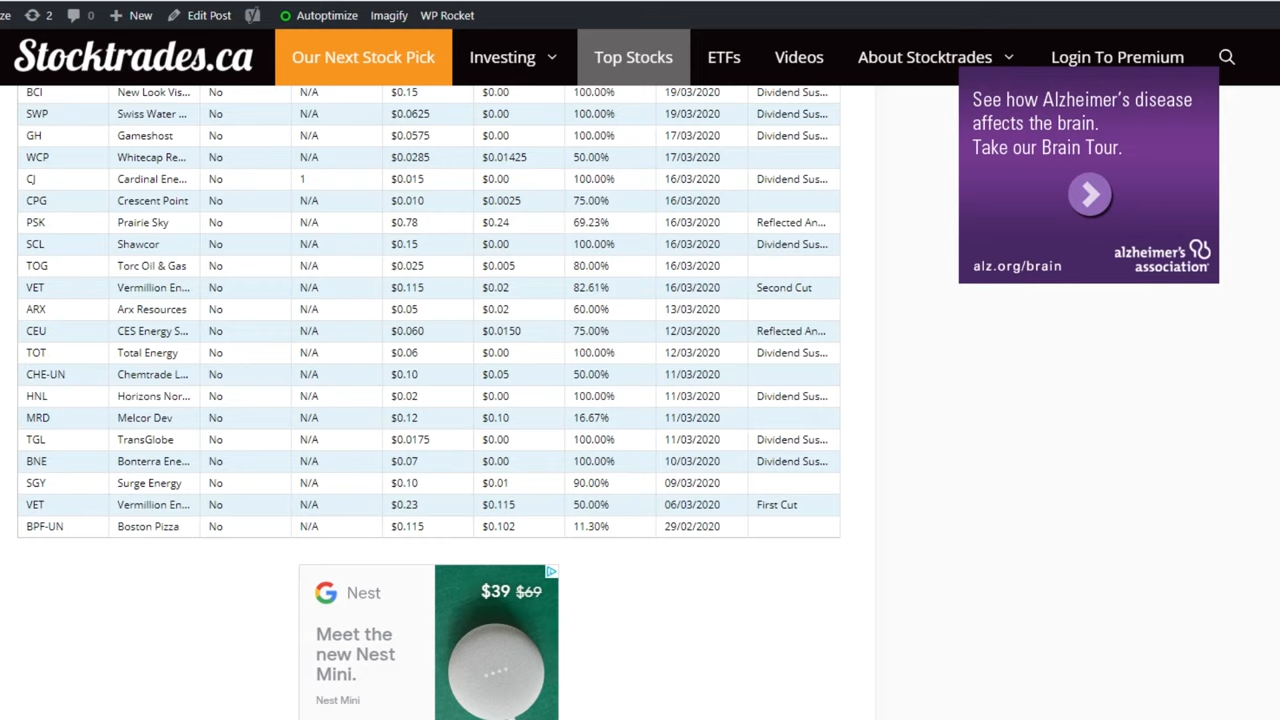 ze 2 0 New Edit Post Autoptimize Imagify WP Rocket
Stocktrades.ca Our Next Stock Pick Investing Top Stocks ETFs Videos About Stocktrades Login To Premium
BCI New Look Vis... No N/A $0.15 $0.00 100.00% 19/03/2020 Dividend Sus...
SWP Swiss Water ... No N/A $0.0625 $0.00 100.00% 19/03/2020 Dividend Sus...
GH Gameshost No N/A $0.0575 $0.00 100.00% 17/03/2020 Dividend Sus...
WCP Whitecap Re... No N/A $0.0285 $0.01425 50.00% 17/03/2020
CJ Cardinal Ene... No 1 $0.015 $0.00 100.00% 16/03/2020 Dividend Sus...
CPG Crescent Point No N/A $0.010 $0.0025 75.00% 16/03/2020
PSK Prairie Sky No N/A $0.78 $0.24 69.23% 16/03/2020 Reflected An...
SCL Shawcor No N/A $0.15 $0.00 100.00% 16/03/2020 Dividend Sus...
TOG Torc Oil & Gas No N/A $0.025 $0.005 80.00% 16/03/2020
VET Vermillion En... No N/A $0.115 $0.02 82.61% 16/03/2020 Second Cut
ARX Arx Resources No N/A $0.05 $0.02 60.00% 13/03/2020
CEU CES Energy S... No N/A $0.060 $0.0150 75.00% 12/03/2020 Reflected An...
TOT Total Energy No N/A $0.06 $0.00 100.00% 12/03/2020 Dividend Sus...
CHE-UN Chemtrade L... No N/A $0.10 $0.05 50.00% 11/03/2020
HNL Horizons Nor... No N/A $0.02 $0.00 100.00% 11/03/2020 Dividend Sus...
MRD Melcor Dev No N/A $0.12 $0.10 16.67% 11/03/2020
TGL TransGlobe No N/A $0.0175 $0.00 100.00% 11/03/2020 Dividend Sus...
BNE Bonterra Ene... No N/A $0.07 $0.00 100.00% 10/03/2020 Dividend Sus...
SGY Surge Energy No N/A $0.10 $0.01 90.00% 09/03/2020
VET Vermillion En... No N/A $0.23 $0.115 50.00% 06/03/2020 First Cut
BPF-UN Boston Pizza No N/A $0.115 $0.102 11.30% 29/02/2020
See how Alzheimer's disease
affects the brain.
Take our Brain Tour.
alz.org/brain
alzheimer's
association®
G Nest
$39 $69
Meet the
new Nest
Mini.
Nest Mini